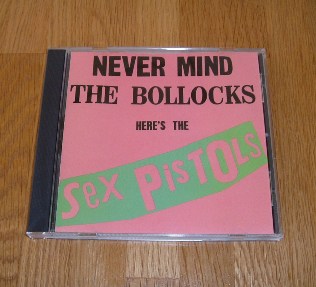 NEVER MIND
THE BOLLOCKS
HERE'S THE
Sex PisTOLs